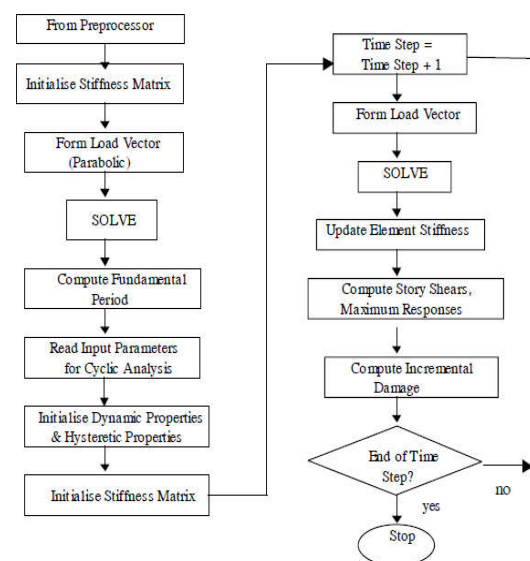 From Preprocessor
Initialise Stiffness Matrix
Form Load Vector
(Parabolic)
SOLVE
Compute Fundamental
Period
Read Input Parameters
for Cyclic Analysis
Initialise Dynamic Properties
& Hysteretic Properties
Initialise Stiffness Matrix
Time Step =
Time Step + 1
Form Load Vector
SOLVE
Update Element Stiffness
Compute Story Shears,
Maximum Responses
Compute Incremental
Damage
End of Time
Step?
no
yes
Stop